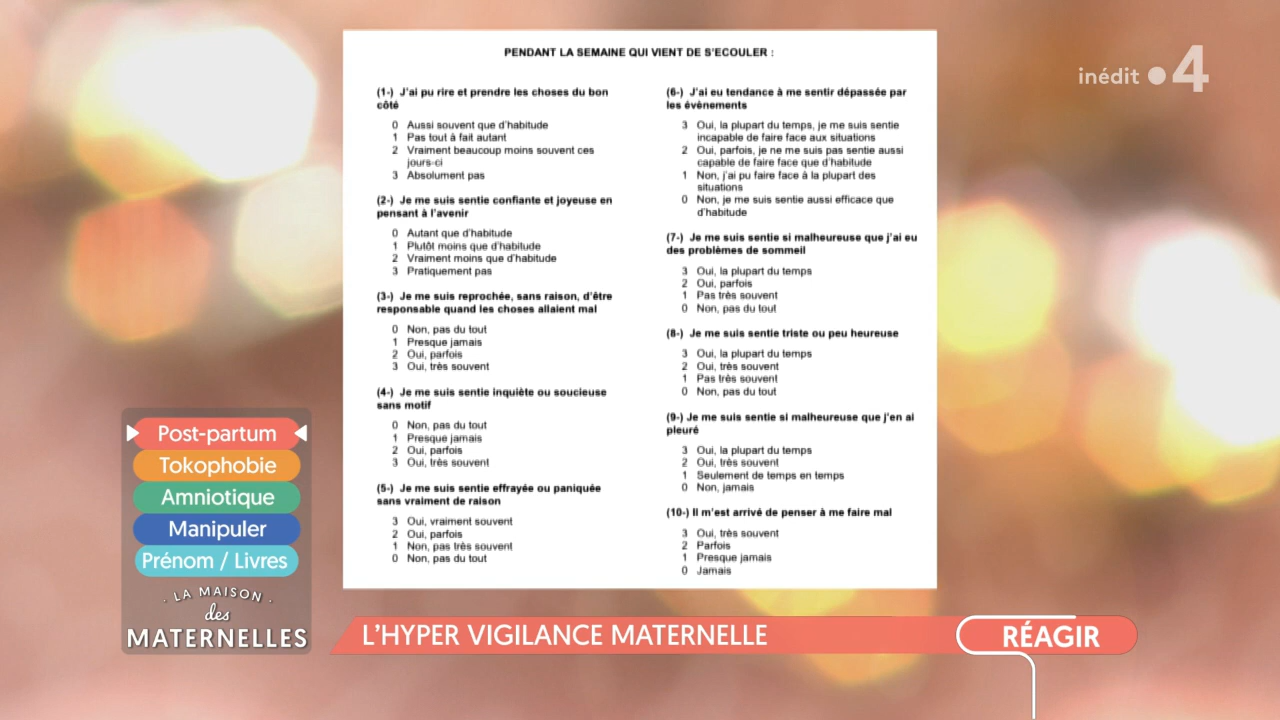 PENDANT LA SEMAINE QUI VIENT DE S'ECOULER :
(1-) J'ai pu rire et prendre les choses du bon
côté
0 Aussi souvent que d'habitude
1 Pas tout à fait autant
2 Vraiment beaucoup moins souvent ces
jours-ci
3 Absolument pas
(2-) Je me suis sentie confiante et joyeuse en
pensant à l'avenir
0 Autant que d'habitude
1 Plutôt moins que d'habitude
2 Vraiment moins que d'habitude
3 Pratiquement pas
(3-) Je me suis reprochée, sans raison, d'être
responsable quand les choses allaient mal
0 Non, pas du tout
1 Presque jamais
2 Oui, parfois
3 Oui, très souvent
(4-) Je me suis sentie inquiète ou soucieuse
sans motif
0 Non, pas du tout
1 Presque jamais
2 Oui, parfois
3 Oui, très souvent
(5-) Je me suis sentie effrayée ou paniquée
sans vraiment de raison
3 Oui, vraiment souvent
2 Oui, parfois
1 Non, pas très souvent
0 Non, pas du tout
(6-) J'ai eu tendance à me sentir dépassée par
les évènements
3 Oui, la plupart du temps, je me suis sentie
incapable de faire face aux situations
2 Oui, parfois, je ne me suis pas sentie aussi
capable de faire face que d'habitude
1 Non, j'ai pu faire face à la plupart des
situations
0 Non, je me suis sentie aussi efficace que
d'habitude
(7-) Je me suis sentie si malheureuse que j'ai eu
des problèmes de sommeil
3 Oui, la plupart du temps
2 Oui, parfois
1 Pas très souvent
0 Non, pas du tout
(8-) Je me suis sentie triste ou peu heureuse
3 Oui, la plupart du temps
2 Oui, très souvent
1 Pas très souvent
0 Non, pas du tout
(9-) Je me suis sentie si malheureuse que j'en ai
pleuré
3 Oui, la plupart du temps
2 Oui, très souvent
1 Seulement de temps en temps
0 Non, jamais
(10-) Il m'est arrivé de penser à me faire mal
3 Oui, très souvent
2 Parfois
1 Presque jamais
0 Jamais
inédit 4
Post-partum
Tokophobie
Amniotique
Manipuler
Prénom / Livres
. LA MAISON .
des
MATERNELLES
L'HYPER VIGILANCE MATERNELLE
RÉAGIR